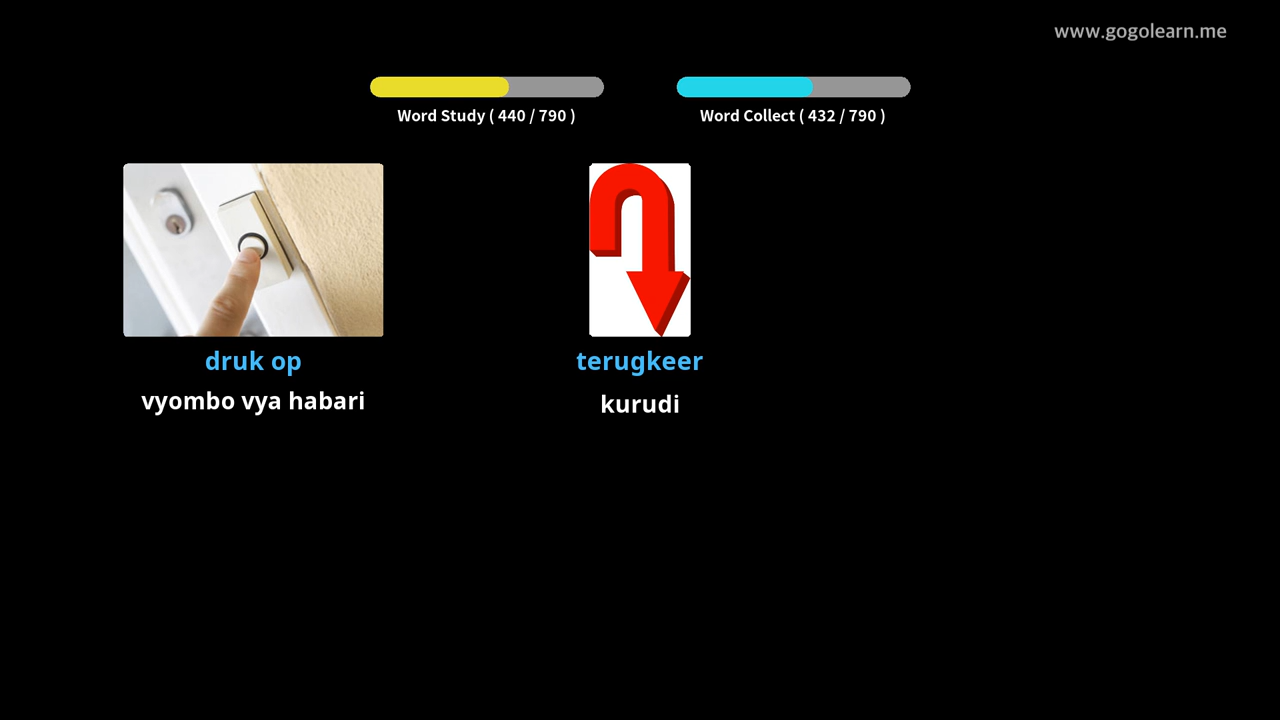 www.gogolearn.me
Word Study ( 440 / 790 )
Word Collect ( 432 / 790 )
druk op
terugkeer
vyombo vya habari
kurudi